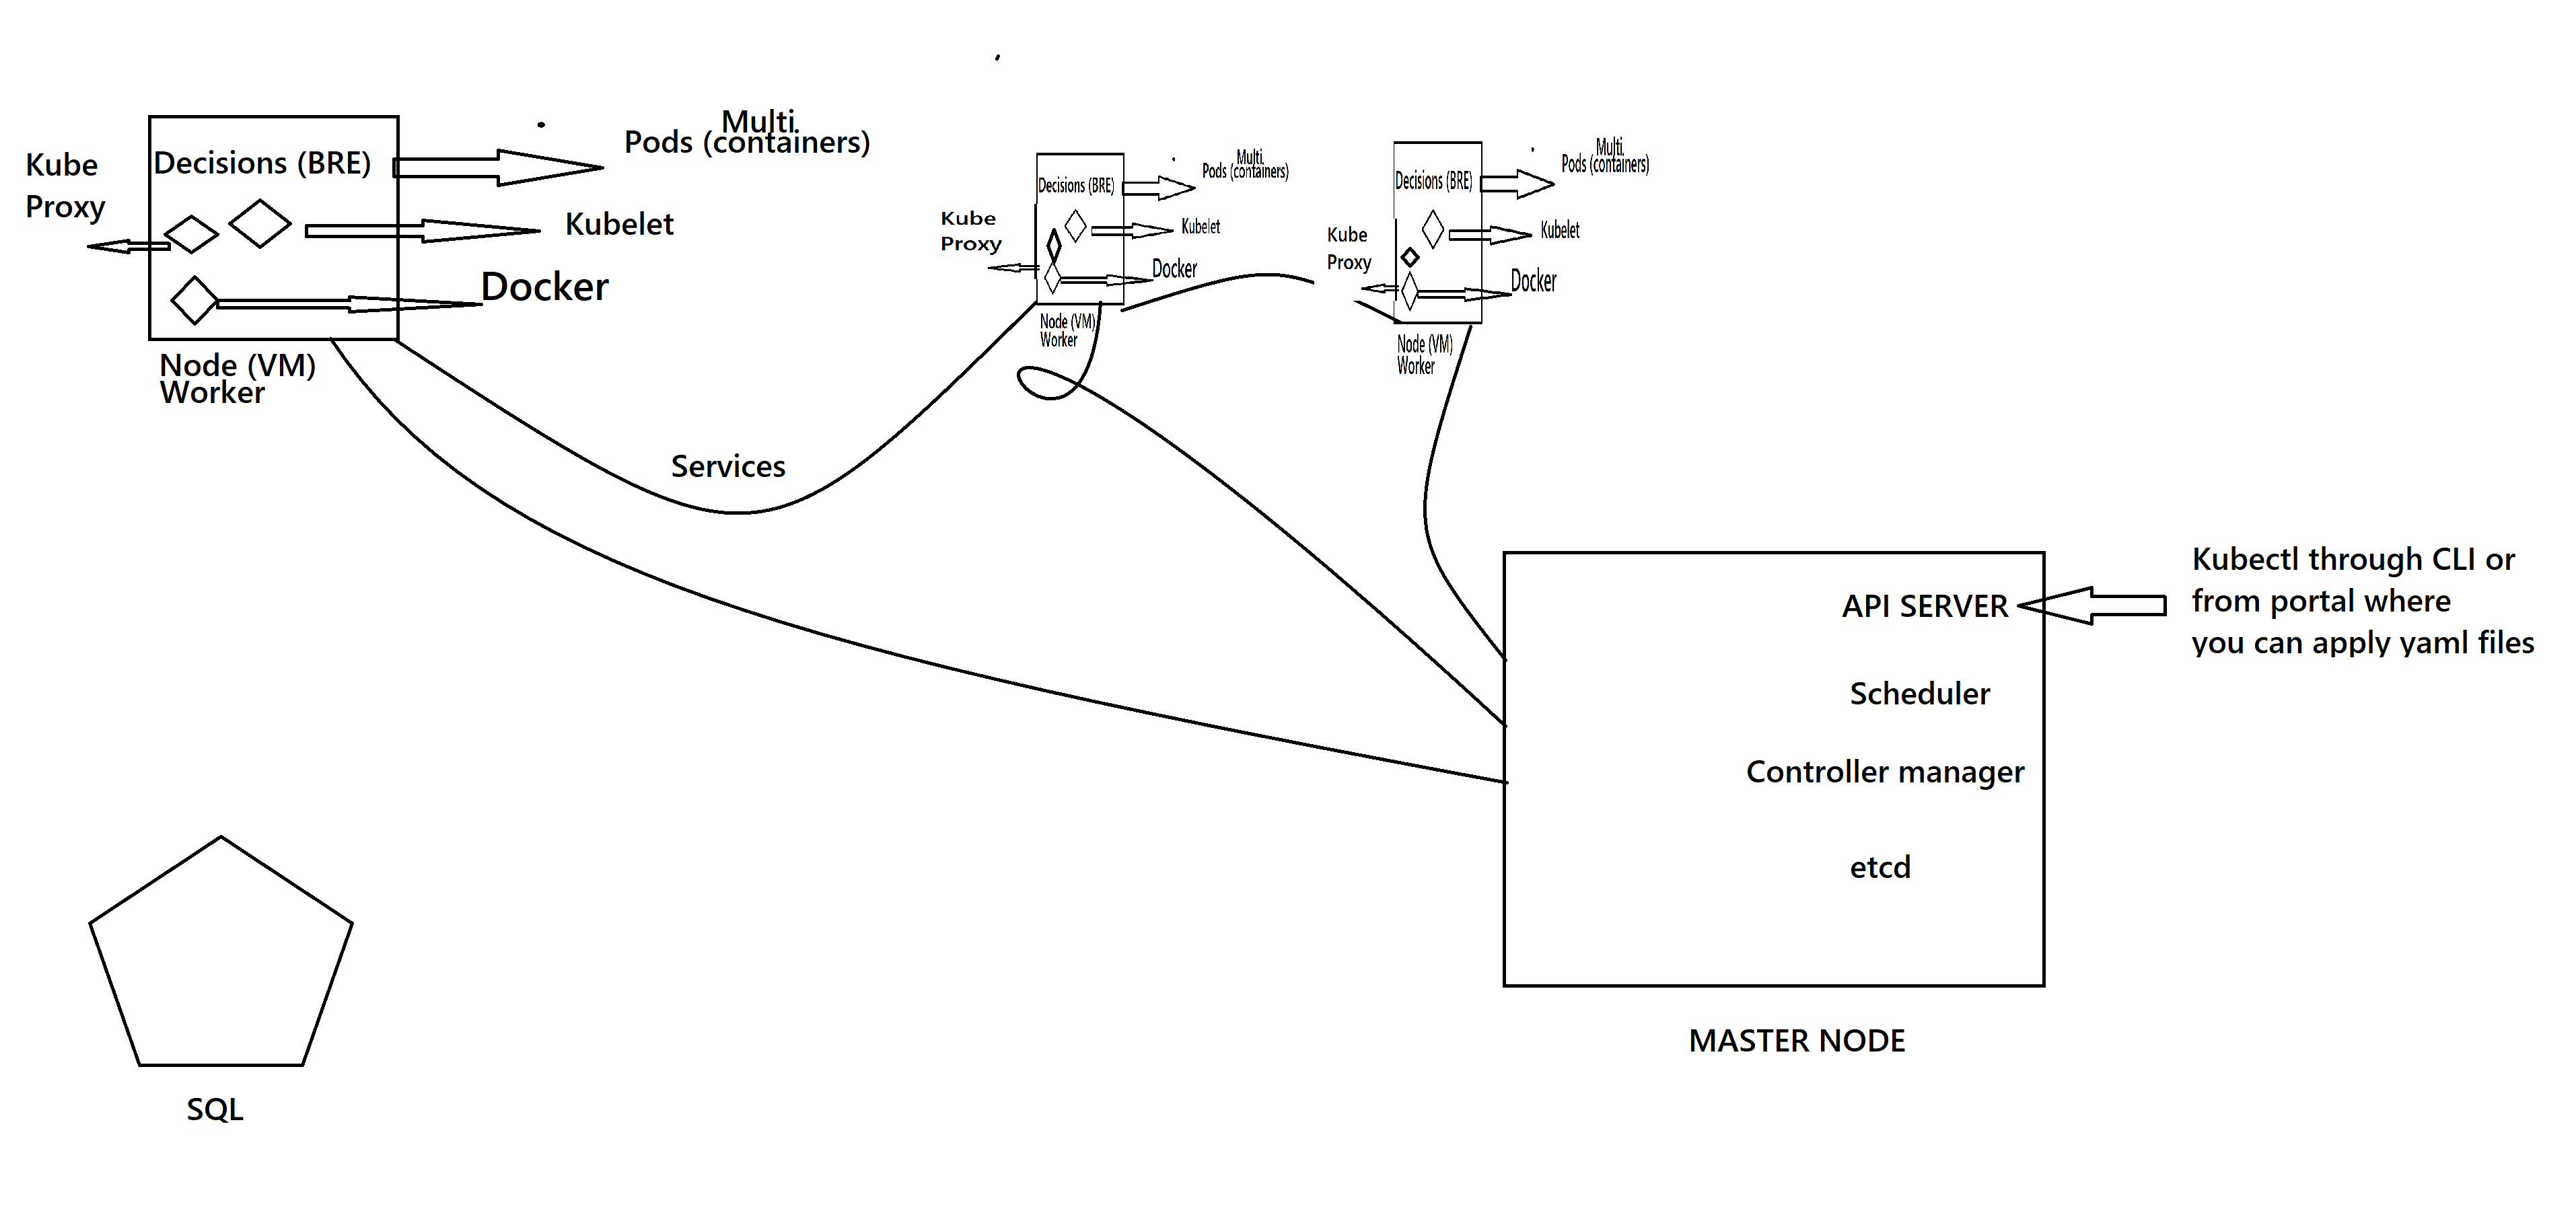 Multi
Pods (containers)
Kube
Proxy
Decisions (BRE)
Kubelet
Docker
Node (VM)
Worker
Multi
Pods (containers)
Decisions (BRE)
Kube
Proxy
Kubelet
Docker
Node (VM)
Worker
Multi
Pods (containers)
Decisions (BRE)
Kube
Proxy
Kubelet
Docker
Node (VM)
Worker
Services
API SERVER
Scheduler
Controller manager
etcd
MASTER NODE
Kubectl through CLI or
from portal where
you can apply yaml files
SQL